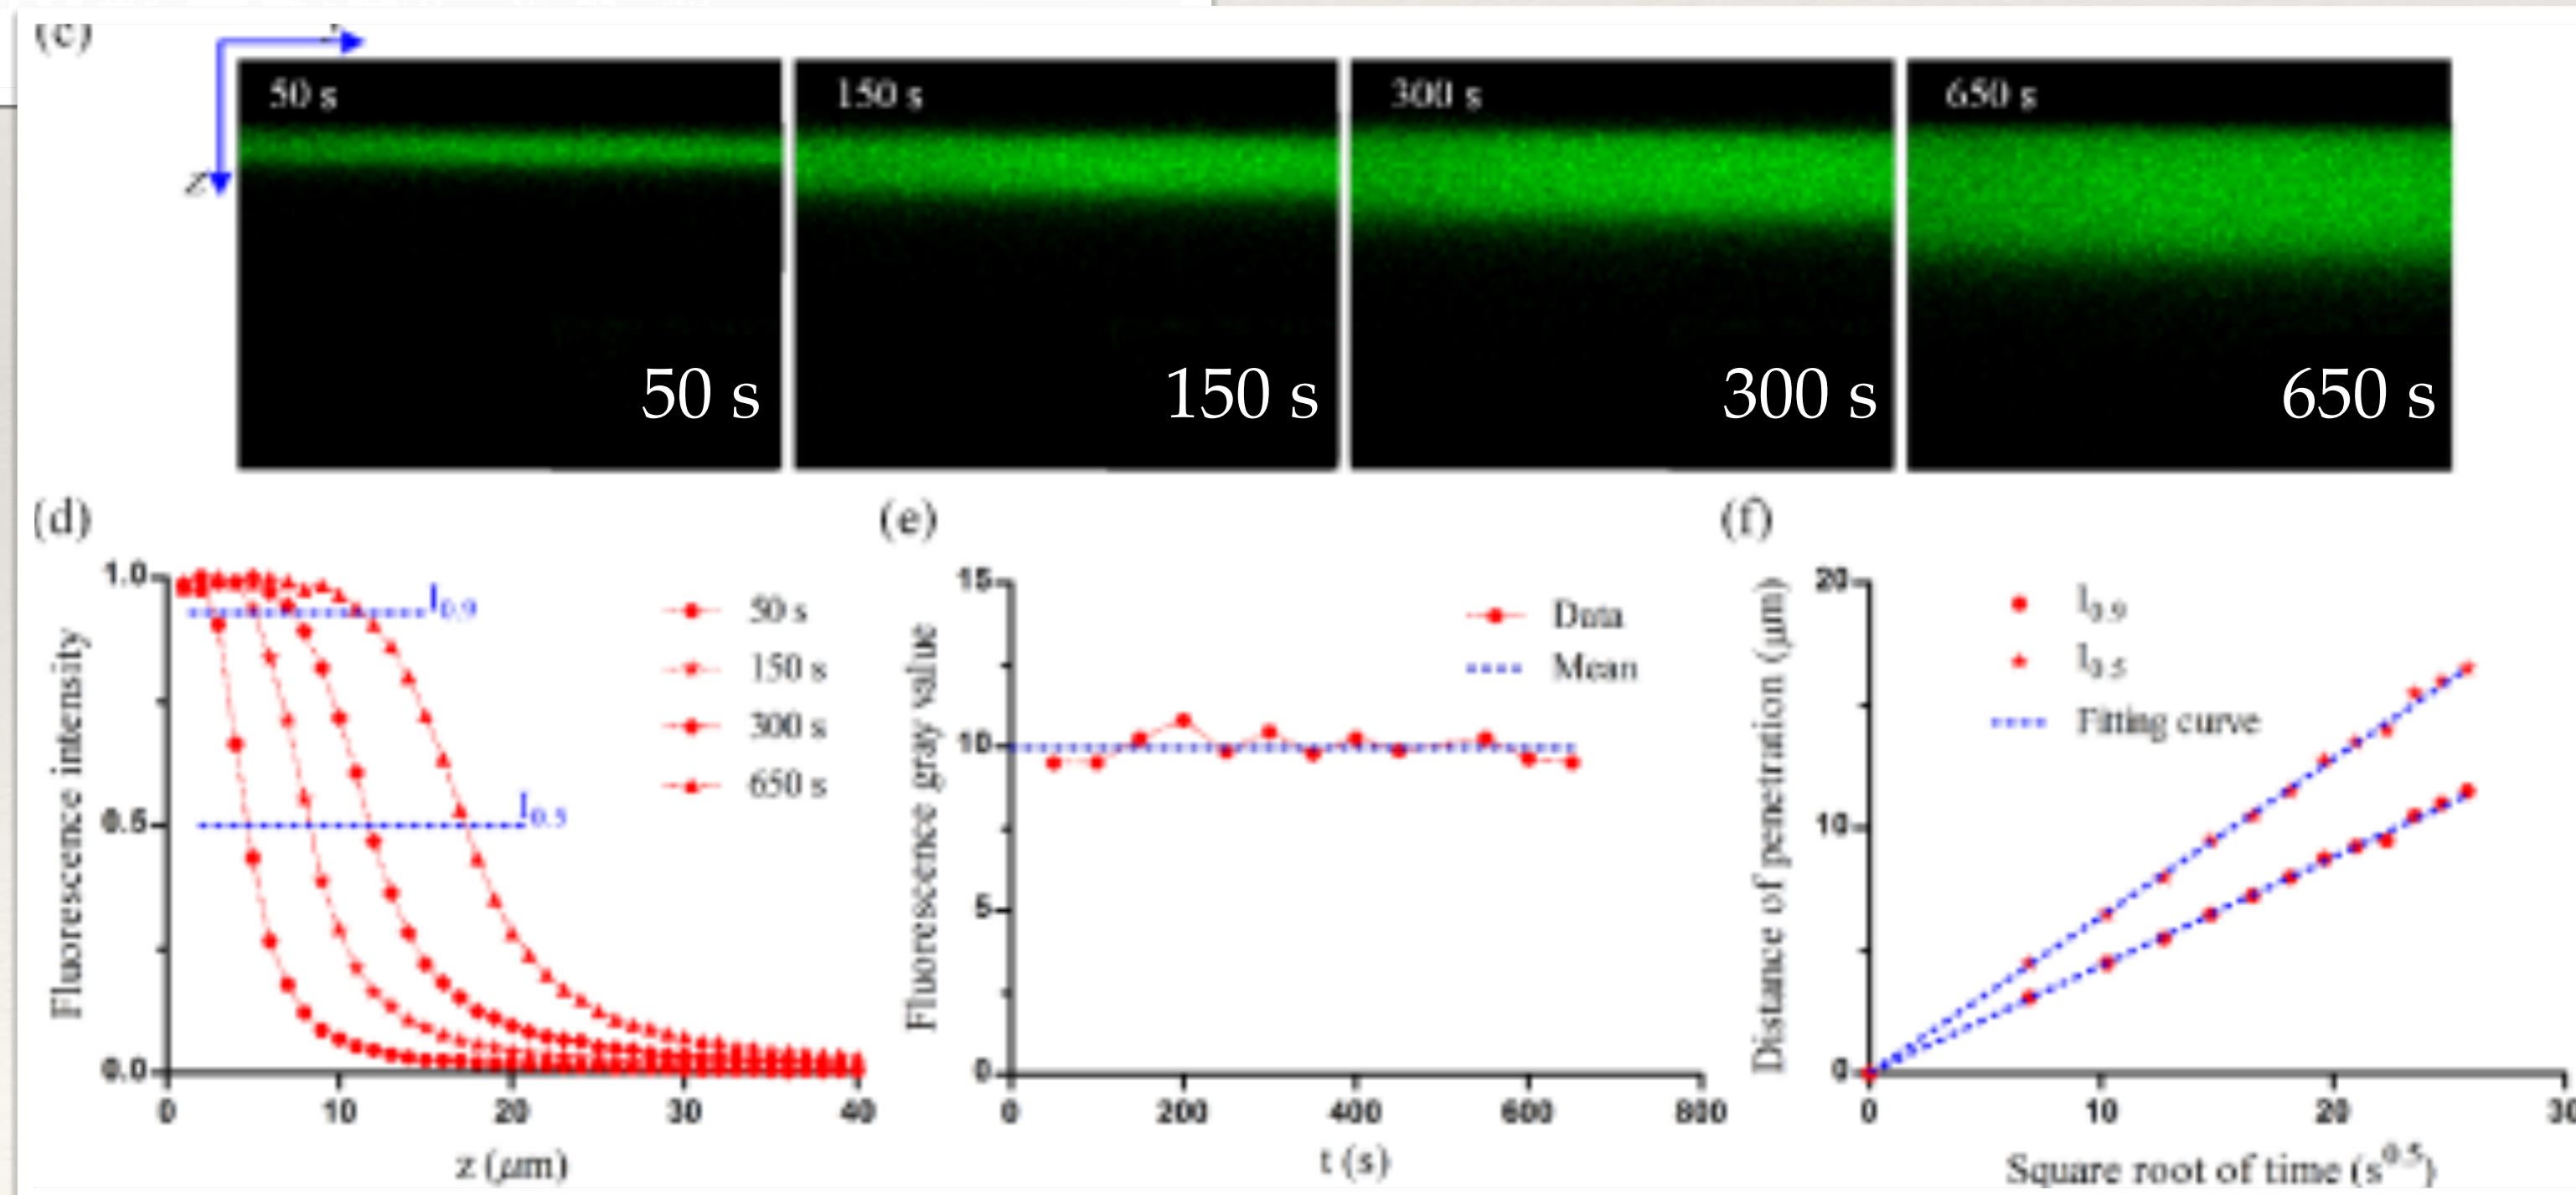 (c)
z
50 s
150 s
300 s
650 s
50 s
150 s
300 s
650 s
(d)
(e)
(f)
Fluorescence intensity
1.0
0.5
0.0
I0.9
I0.5
50 s
150 s
300 s
650 s
0
10
20
30
40
z (μm)
Fluorescence gray value
15
10
5
0
Data
Mean
0
200
400
600
800
t (s)
Distance of penetration (μm)
20
10
0
I0.9
I0.5
Fitting curve
0
10
20
30
Square root of time (s0.5)